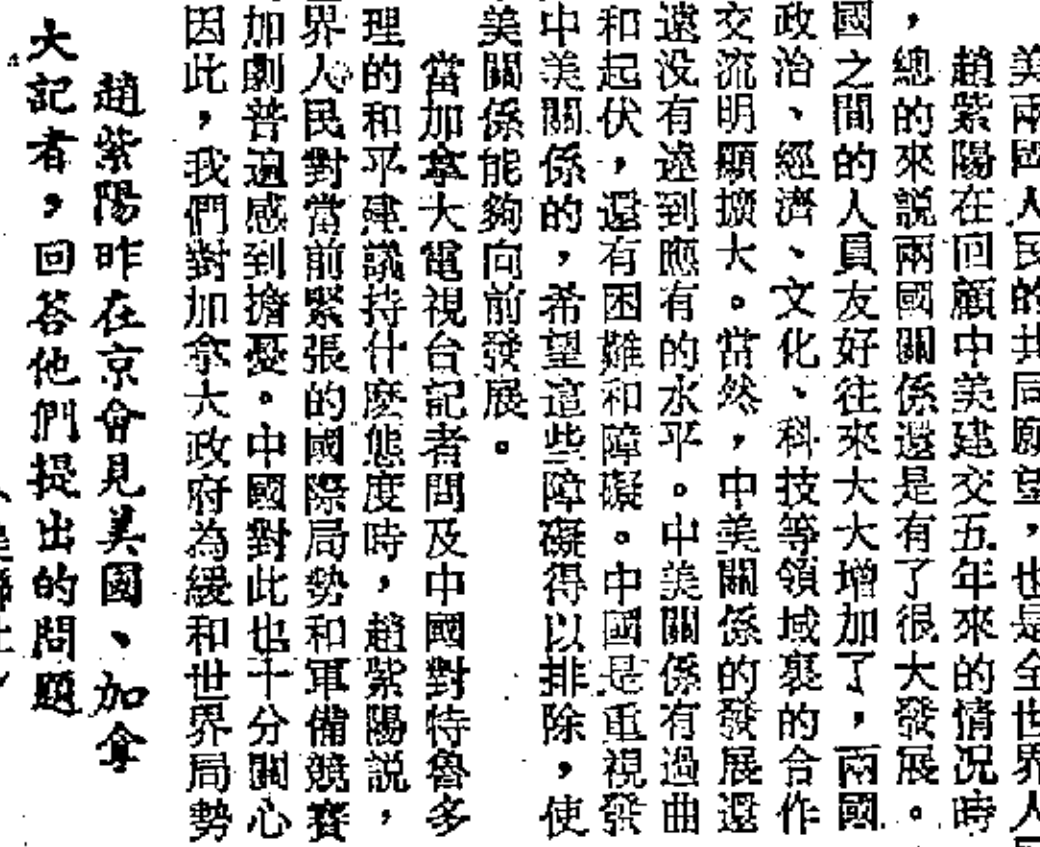 美兩國人民的共同願望，也是全世界人
趙紫陽在回顧中美建交五年來的情況時
，總的來説兩國關係還是有了很大發展。
國之間的人員友好往來大大增加了，兩國
政治、經濟、文化、科技等領域裏的合作
交流明顯擴大。當然，中美關係的發展還
遠没有達到應有的水平。中美關係有過曲
和起伏，還有困難和障礙。中國是重視發
中美關係的，希望這些障礙得以排除，使
美關係能夠向前發展。
當加拿大電視台記者問及中國對特魯多
理的和平建議持什麽態度時，趙紫陽説，
界人民對當前緊張的國際局勢和軍備競賽
加劇普遍感到擔憂。中國對此也十分關心
因此，我們對加拿大政府為緩和世界局勢
趙紫陽昨在京會見美國、加拿
大記者，回答他們提出的問題